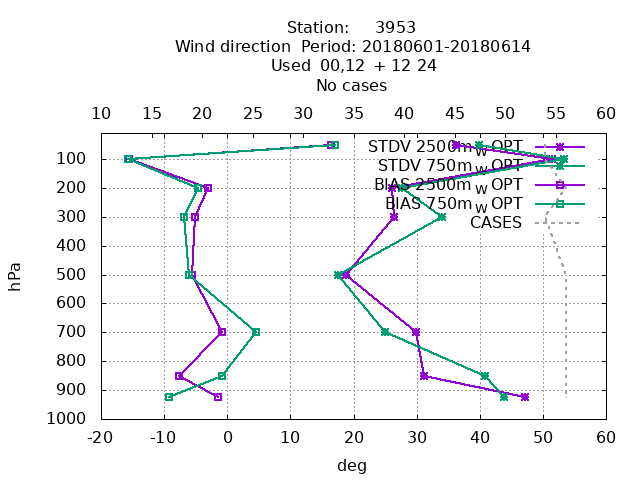 Station: 3953
Wind direction Period: 20180601-20180614
Used 00,12 + 12 24
No cases
10 15 20 25 30 35 40 45 50 55 60
STDV 2500m_W OPT
STDV 750m_W OPT
BIAS 2500m_W OPT
BIAS 750m_W OPT
CASES
hPa
100
200
300
400
500
600
700
800
900
1000
-20 -10 0 10 20 30 40 50 60
deg